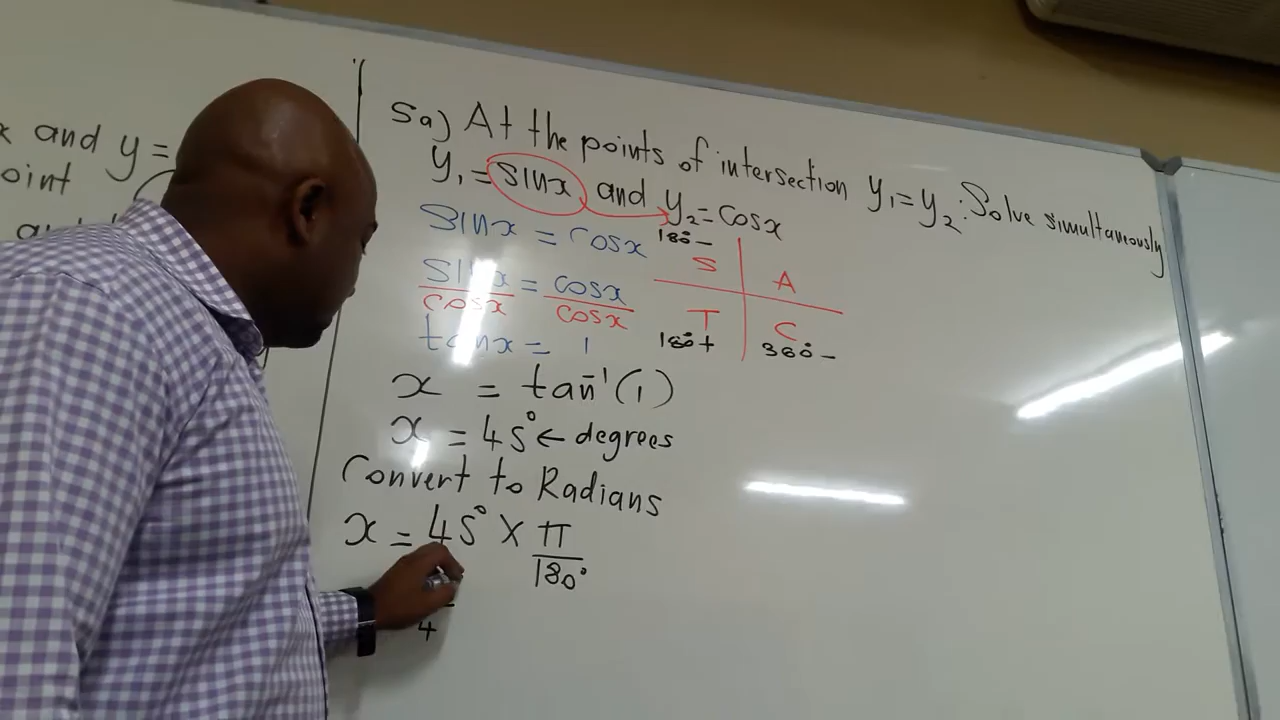 x and y =
oint
5a) At the points of intersection y₁ = y₂ ∴ Solve simultaneously
y₁ = sinx and y₂ = cosx
sinx = cosx
sinx/cosx = cosx/cosx
tanx = 1
180° -
S
A
T
C
180° +
360° -
x = tan⁻¹(1)
x = 45° ← degrees
Convert to Radians
x = 45° × π/180°
4